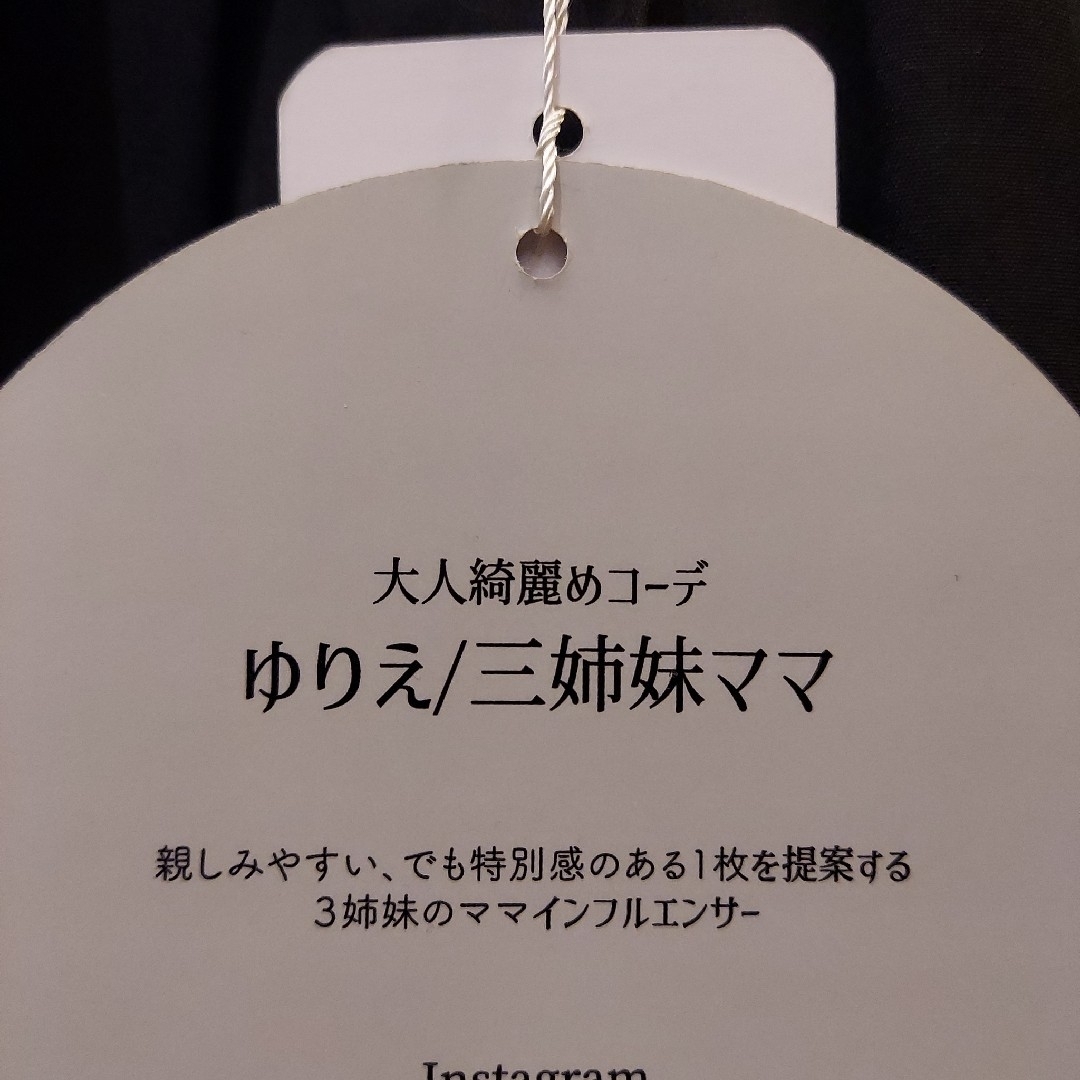 大人綺麗めコーデ
ゆりえ/三姉妹ママ
親しみやすい、でも特別感のある1枚を提案する
3姉妹のママインフルエンサー
Instagram